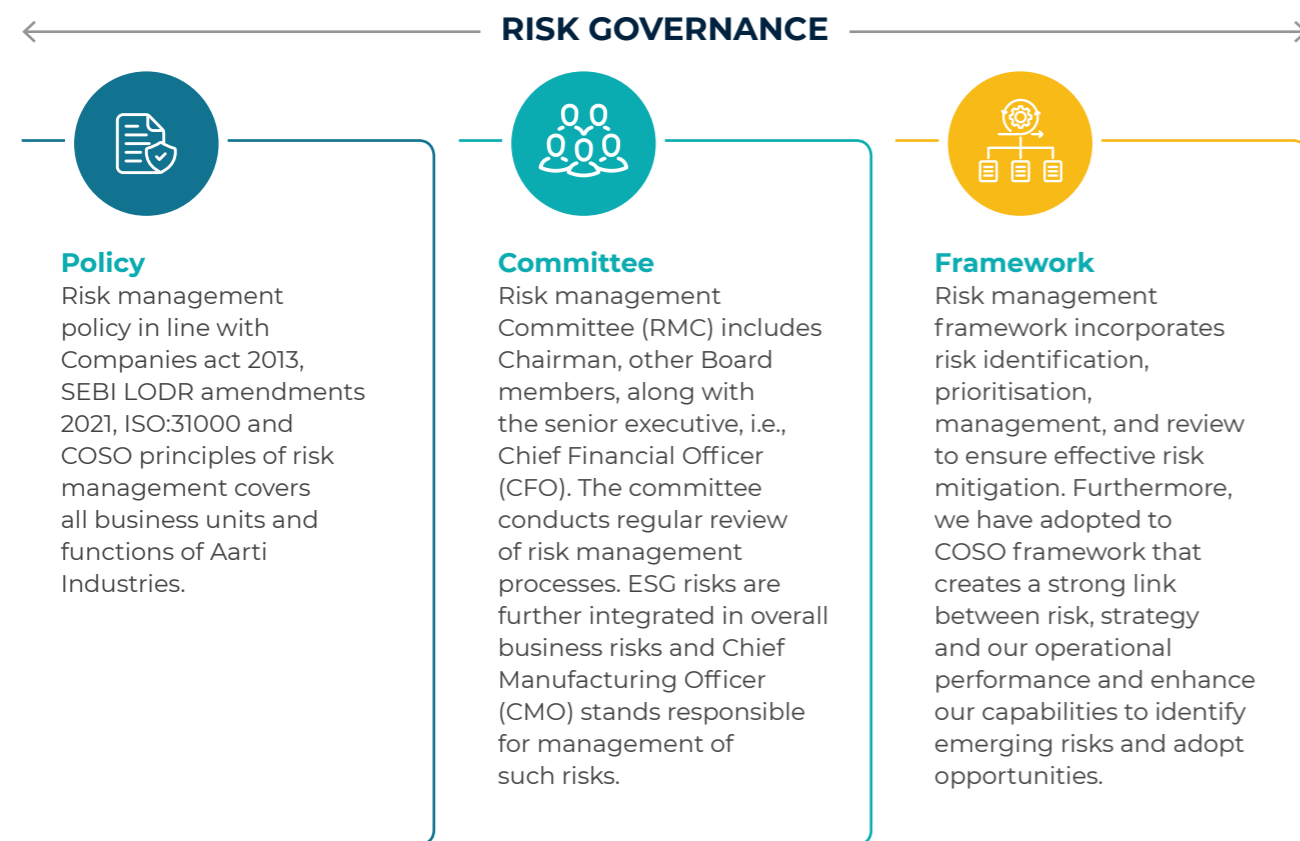 RISK GOVERNANCE
Policy
Risk management
policy in line with
Companies act 2013,
SEBI LODR amendments
2021, ISO:31000 and
COSO principles of risk
management covers
all business units and
functions of Aarti
Industries.
Committee
Risk management
Committee (RMC) includes
Chairman, other Board
members, along with
the senior executive, i.e.,
Chief Financial Officer
(CFO). The committee
conducts regular review
of risk management
processes. ESG risks are
further integrated in overall
business risks and Chief
Manufacturing Officer
(CMO) stands responsible
for management of
such risks.
Framework
Risk management
framework incorporates
risk identification,
prioritisation,
management, and review
to ensure effective risk
mitigation. Furthermore,
we have adopted to
COSO framework that
creates a strong link
between risk, strategy
and our operational
performance and enhance
our capabilities to identify
emerging risks and adopt
opportunities.